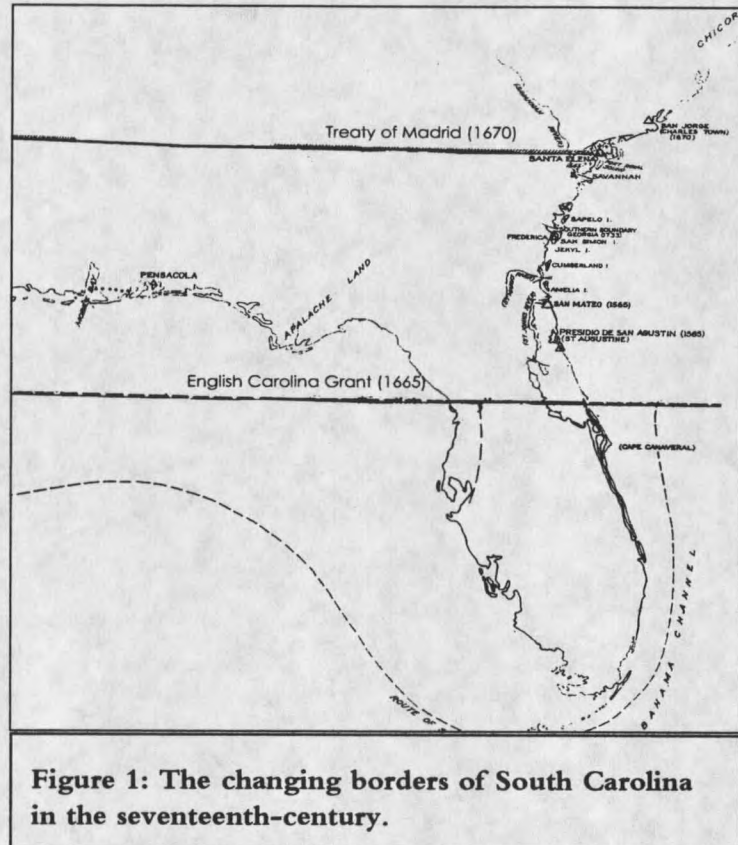 CHICOR
Treaty of Madrid (1670)
SAN JORGE
(CHARLES TOWN)
(1670)
SANTA ELENA
SAVANNAH
SAPELO I.
SOUTHERN BOUNDARY
GEORGIA (1733)
FREDERICA
SAN SIMON I.
JEKYL I.
CUMBERLAND I
AMELIA I.
SAN MATEO (1565)
PENSACOLA
APALACHE LAND
PRESIDIO DE SAN AGUSTIN (1565)
(ST AUGUSTINE)
English Carolina Grant (1665)
(CAPE CANAVERAL)
BAHAMA CHANNEL
ROUTE OF
Figure 1: The changing borders of South Carolina
in the seventeenth-century.